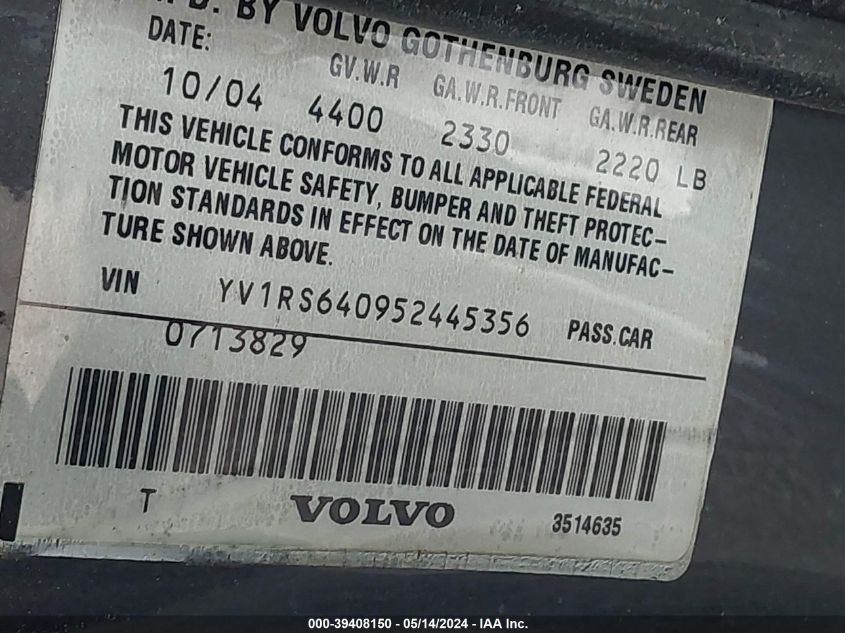 BY VOLVO GOTHENBURG SWEDEN
DATE: GV.W.R GA.W.R.FRONT GA.W.R.REAR
10/04 4400 2330 2220 LB
THIS VEHICLE CONFORMS TO ALL APPLICABLE FEDERAL
MOTOR VEHICLE SAFETY, BUMPER AND THEFT PROTEC–
TION STANDARDS IN EFFECT ON THE DATE OF MANUFAC–
TURE SHOWN ABOVE.
VIN YV1RS640952445356 PASS.CAR
0713829
T VOLVO 3514635
000-39408150 - 05/14/2024 - IAA Inc.